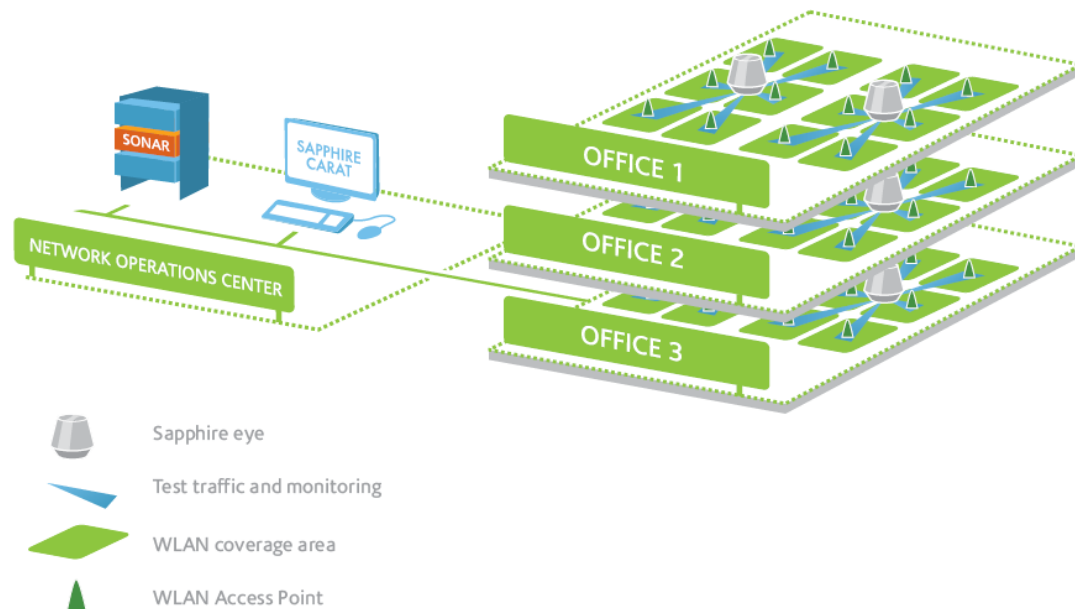 SONAR
SAPPHIRE
CARAT
NETWORK OPERATIONS CENTER
OFFICE 1
OFFICE 2
OFFICE 3
Sapphire eye
Test traffic and monitoring
WLAN coverage area
WLAN Access Point